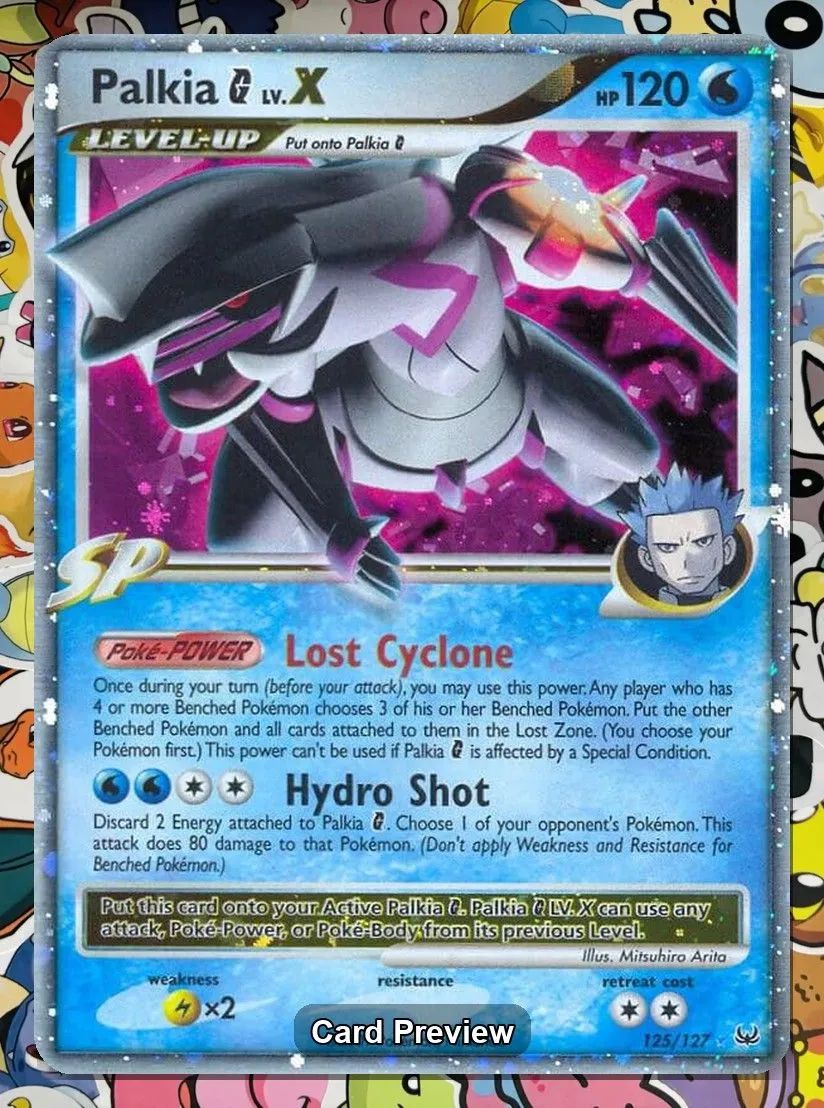 Palkia G LV.X HP 120
LEVEL-UP Put onto Palkia G
SP
Poké-POWER Lost Cyclone
Once during your turn (before your attack), you may use this power. Any player who has
4 or more Benched Pokémon chooses 3 of his or her Benched Pokémon. Put the other
Benched Pokémon and all cards attached to them in the Lost Zone. (You choose your
Pokémon first.) This power can't be used if Palkia G is affected by a Special Condition.
Hydro Shot
Discard 2 Energy attached to Palkia G. Choose 1 of your opponent's Pokémon. This
attack does 80 damage to that Pokémon. (Don't apply Weakness and Resistance for
Benched Pokémon.)
Put this card onto your Active Palkia G. Palkia G LV. X can use any
attack, Poké-Power, or Poké-Body from its previous Level.
Illus. Mitsuhiro Arita
weakness resistance retreat cost
×2
Card Preview
125/127